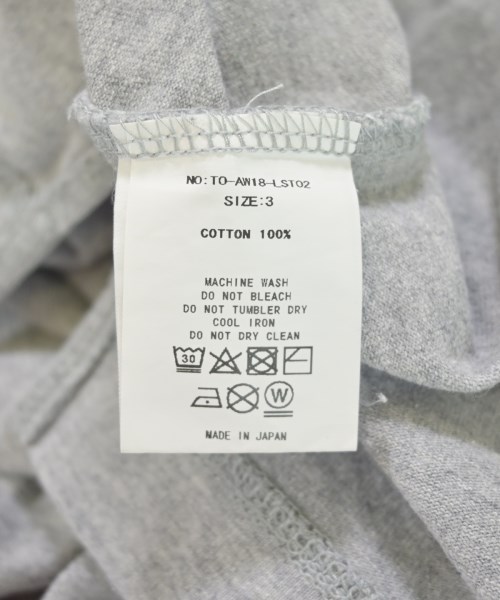 NO:TO-AW18-LST02
SIZE:3
COTTON 100%
MACHINE WASH
DO NOT BLEACH
DO NOT TUMBLER DRY
COOL IRON
DO NOT DRY CLEAN
30
W
MADE IN JAPAN